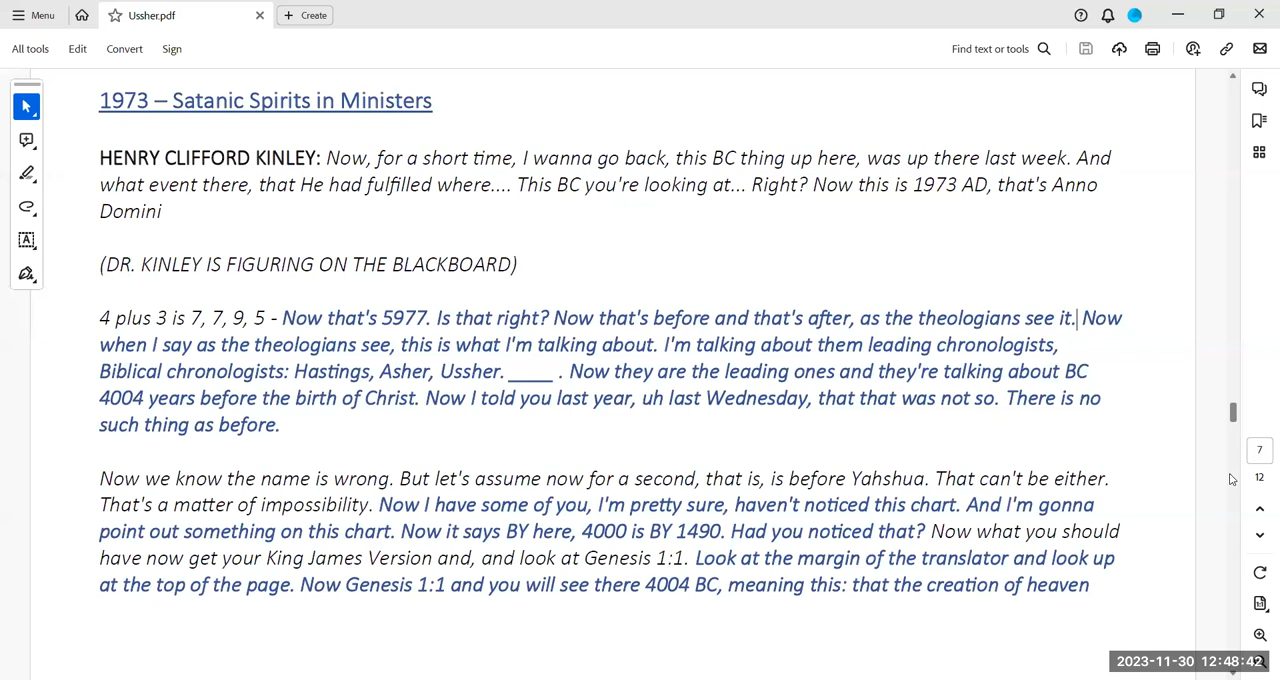 Menu
Ussher.pdf
Create
All tools
Edit
Convert
Sign
Find text or tools
1973 – Satanic Spirits in Ministers
HENRY CLIFFORD KINLEY: Now, for a short time, I wanna go back, this BC thing up here, was up there last week. And
what event there, that He had fulfilled where.... This BC you're looking at... Right? Now this is 1973 AD, that's Anno
Domini
(DR. KINLEY IS FIGURING ON THE BLACKBOARD)
4 plus 3 is 7, 7, 9, 5 - Now that's 5977. Is that right? Now that's before and that's after, as the theologians see it. Now
when I say as the theologians see, this is what I'm talking about. I'm talking about them leading chronologists,
Biblical chronologists: Hastings, Asher, Ussher. ____ . Now they are the leading ones and they're talking about BC
4004 years before the birth of Christ. Now I told you last year, uh last Wednesday, that that was not so. There is no
such thing as before.
Now we know the name is wrong. But let's assume now for a second, that is, is before Yahshua. That can't be either.
That's a matter of impossibility. Now I have some of you, I'm pretty sure, haven't noticed this chart. And I'm gonna
point out something on this chart. Now it says BY here, 4000 is BY 1490. Had you noticed that? Now what you should
have now get your King James Version and, and look at Genesis 1:1. Look at the margin of the translator and look up
at the top of the page. Now Genesis 1:1 and you will see there 4004 BC, meaning this: that the creation of heaven
7
12
2023-11-30 12:48:42